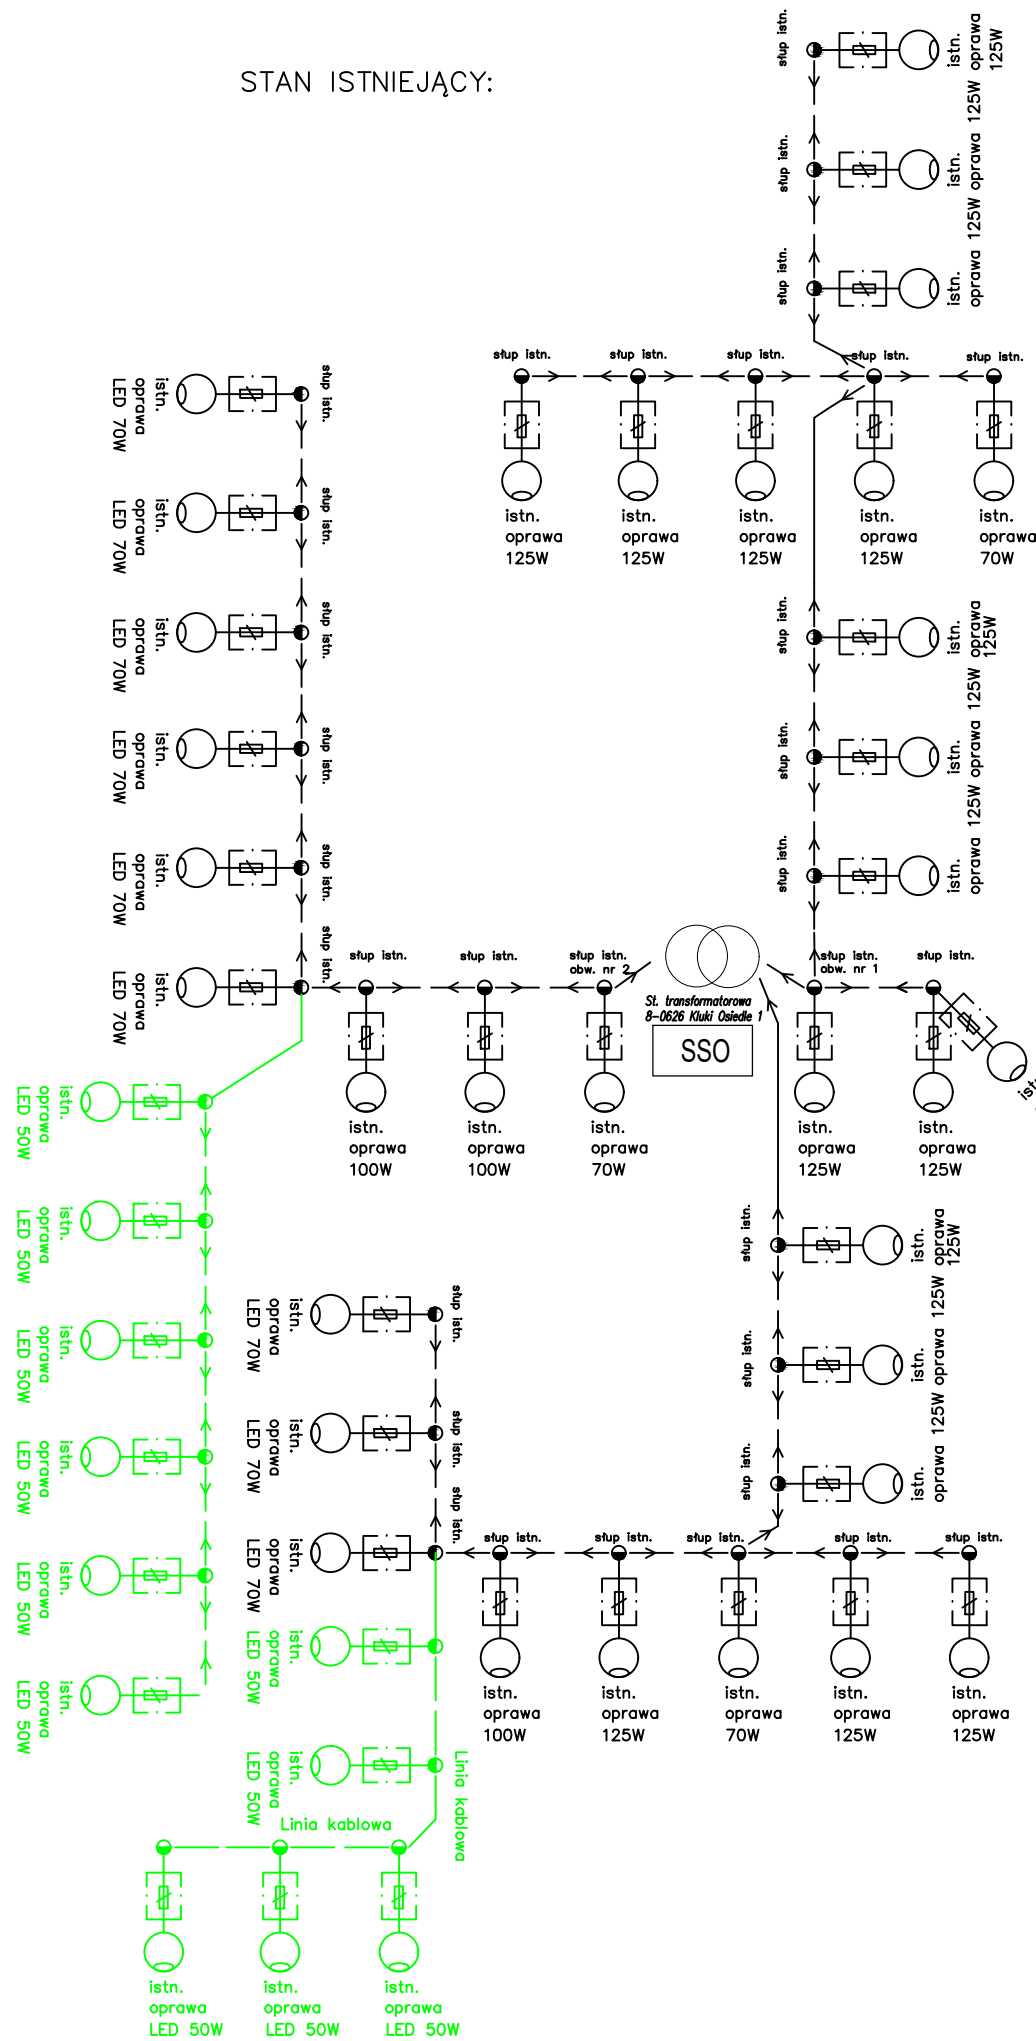 STAN ISTNIEJĄCY:
słup istn.
istn.
oprawa
125W
słup istn.
istn.
oprawa 125W
słup istn.
istn.
oprawa 125W
słup istn.
słup istn.
słup istn.
słup istn.
słup istn.
istn.
oprawa
125W
istn.
oprawa
125W
istn.
oprawa
125W
istn.
oprawa
125W
istn.
oprawa
70W
słup istn.
istn.
oprawa
LED 70W
słup istn.
istn.
oprawa
LED 70W
słup istn.
istn.
oprawa
LED 70W
słup istn.
istn.
oprawa
LED 70W
słup istn.
istn.
oprawa
LED 70W
słup istn.
istn.
oprawa
LED 70W
słup istn.
istn.
oprawa
125W
słup istn.
istn.
oprawa 125W
słup istn.
istn.
oprawa 125W
słup istn.
słup istn.
słup istn.
obw. nr 2
St. transformatorowa
8-0626 Kluki Osiedle 1
SSO
słup istn.
obw. nr 1
słup istn.
istn.
oprawa
100W
istn.
oprawa
100W
istn.
oprawa
70W
istn.
oprawa
125W
istn.
oprawa
125W
istn.
oprawa
LED 50W
istn.
oprawa
LED 50W
istn.
oprawa
LED 50W
istn.
oprawa
LED 50W
istn.
oprawa
LED 50W
istn.
oprawa
LED 50W
słup istn.
istn.
oprawa
125W
słup istn.
istn.
oprawa 125W
słup istn.
istn.
oprawa 125W
słup istn.
istn.
oprawa
LED 70W
słup istn.
istn.
oprawa
LED 70W
słup istn.
istn.
oprawa
LED 70W
słup istn.
słup istn.
słup istn.
słup istn.
słup istn.
istn.
oprawa
100W
istn.
oprawa
125W
istn.
oprawa
70W
istn.
oprawa
125W
istn.
oprawa
125W
istn.
oprawa
LED 50W
istn.
oprawa
LED 50W
Linia kablowa
Linia kablowa
istn.
oprawa
LED 50W
istn.
oprawa
LED 50W
istn.
oprawa
LED 50W